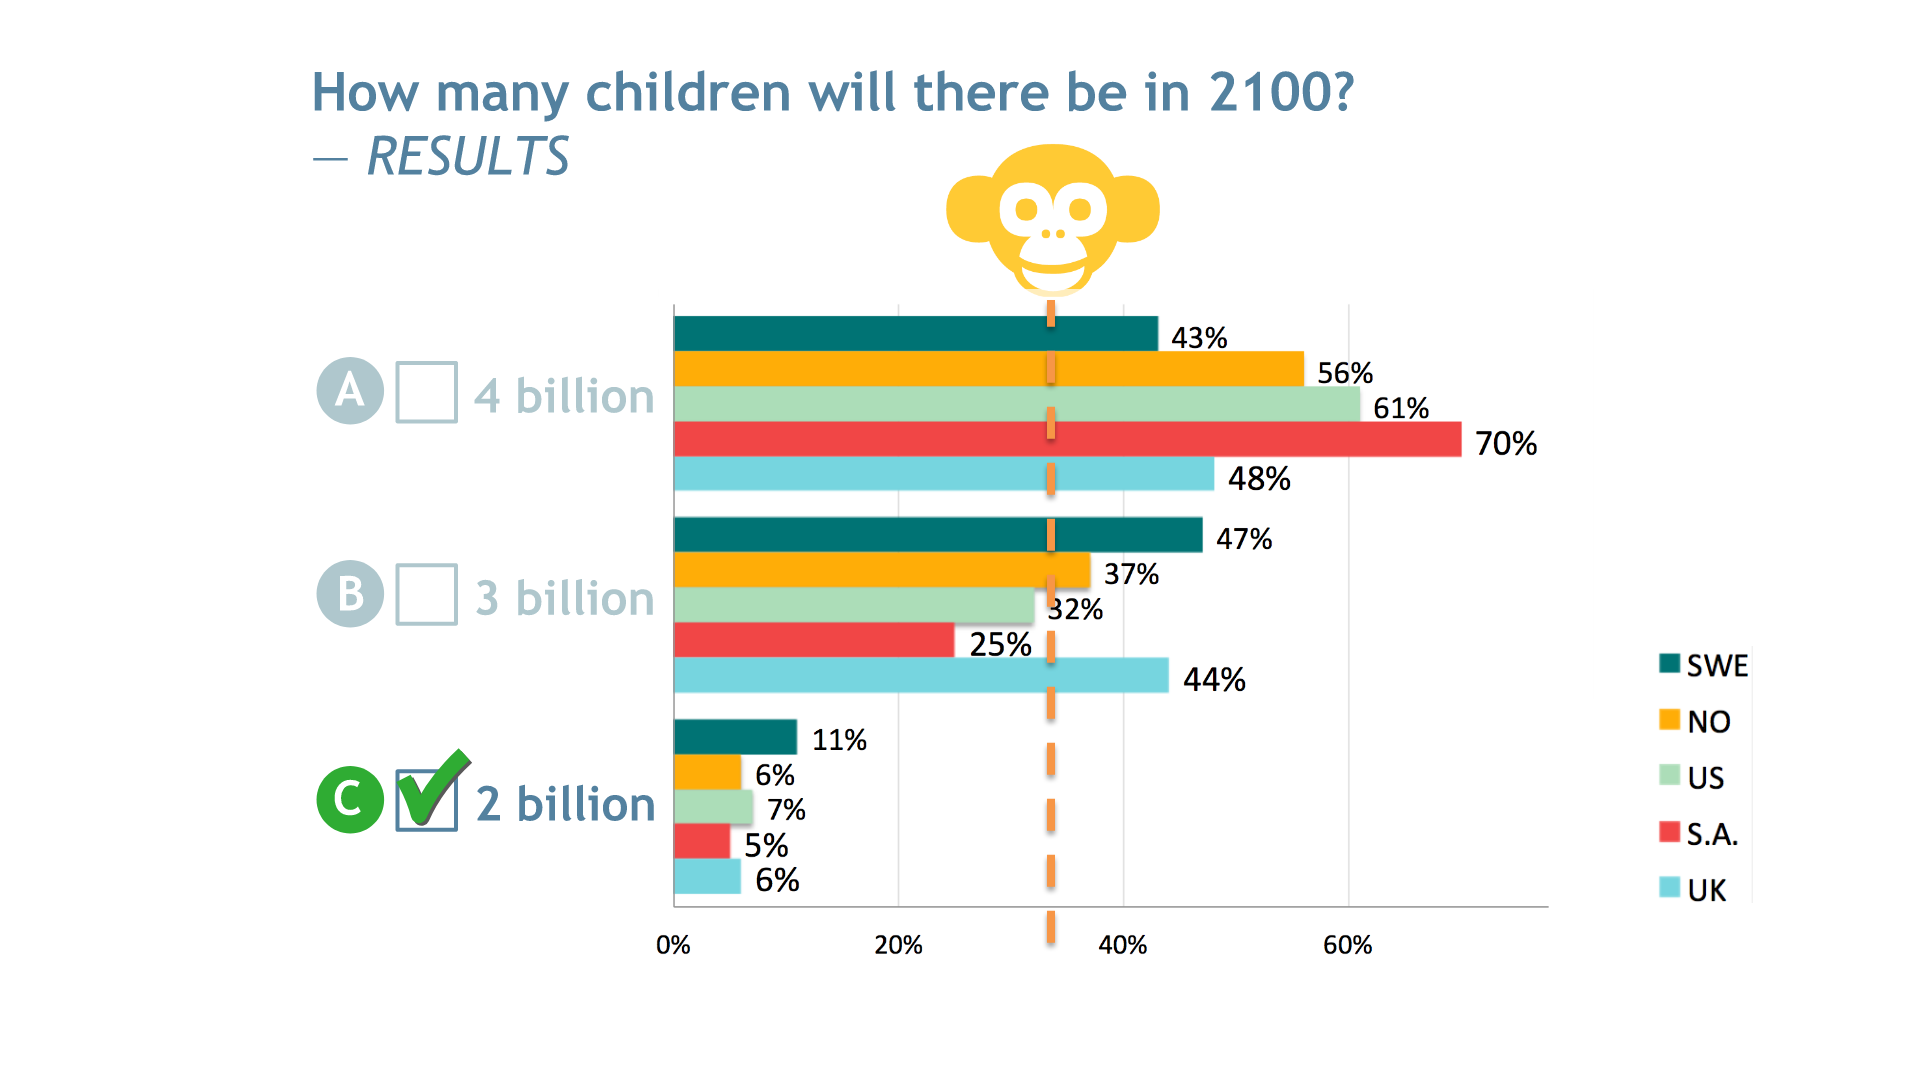 How many children will there be in 2100?
— RESULTS
A 4 billion
43%
56%
61%
70%
48%
B 3 billion
47%
37%
32%
25%
44%
C 2 billion
11%
6%
7%
5%
6%
0% 20% 40% 60%
SWE
NO
US
S.A.
UK